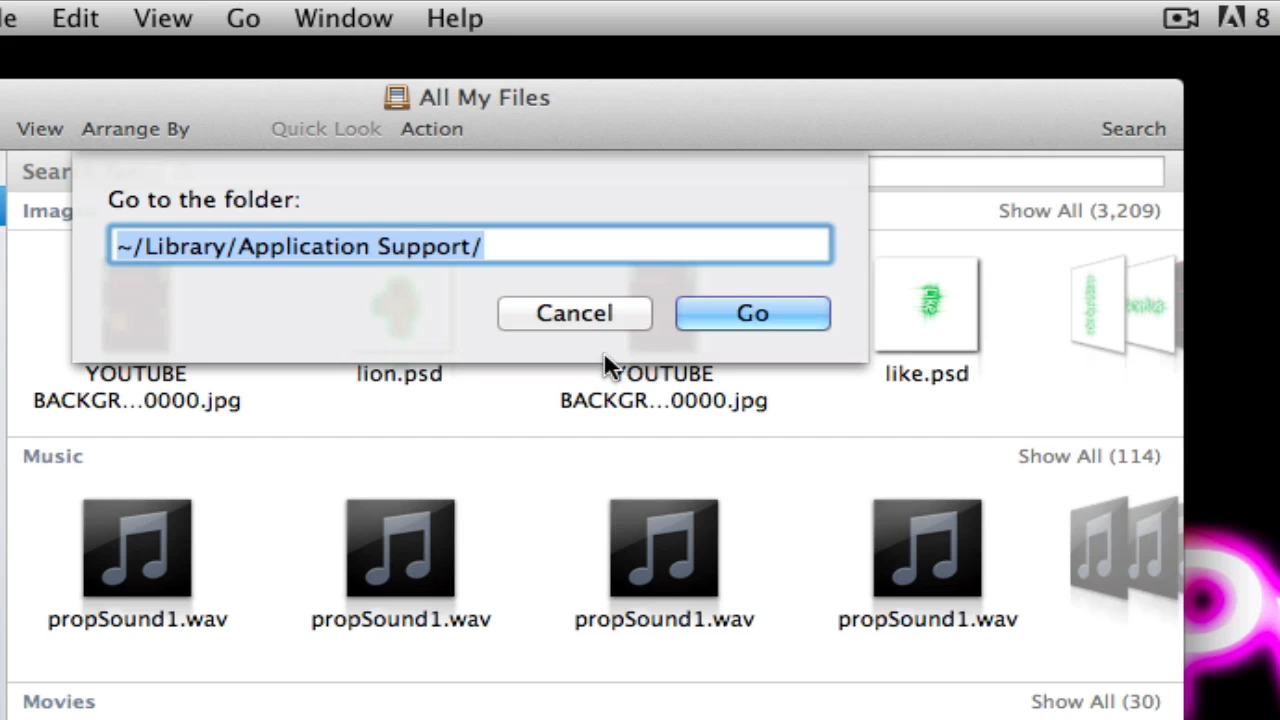 Edit View Go Window Help 8
All My Files
View Arrange By Quick Look Action Search
Go to the folder:
~/Library/Application Support/
Cancel Go
Show All (3,209)
YOUTUBE BACKGR...0000.jpg
lion.psd
YOUTUBE BACKGR...0000.jpg
like.psd
Music Show All (114)
propSound1.wav propSound1.wav propSound1.wav propSound1.wav
Movies Show All (30)